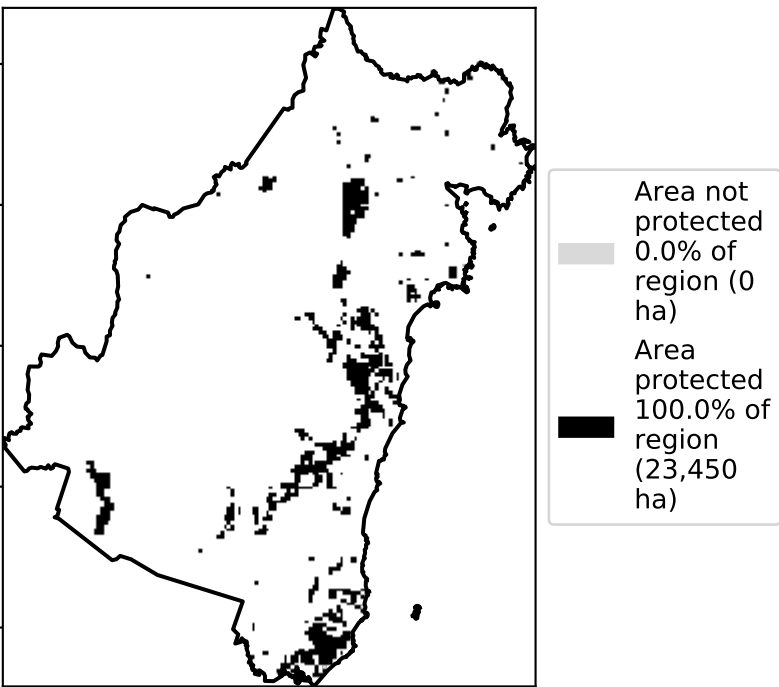 Area not
protected
0.0% of
region (0
ha)
Area
protected
100.0% of
region
(23,450
ha)